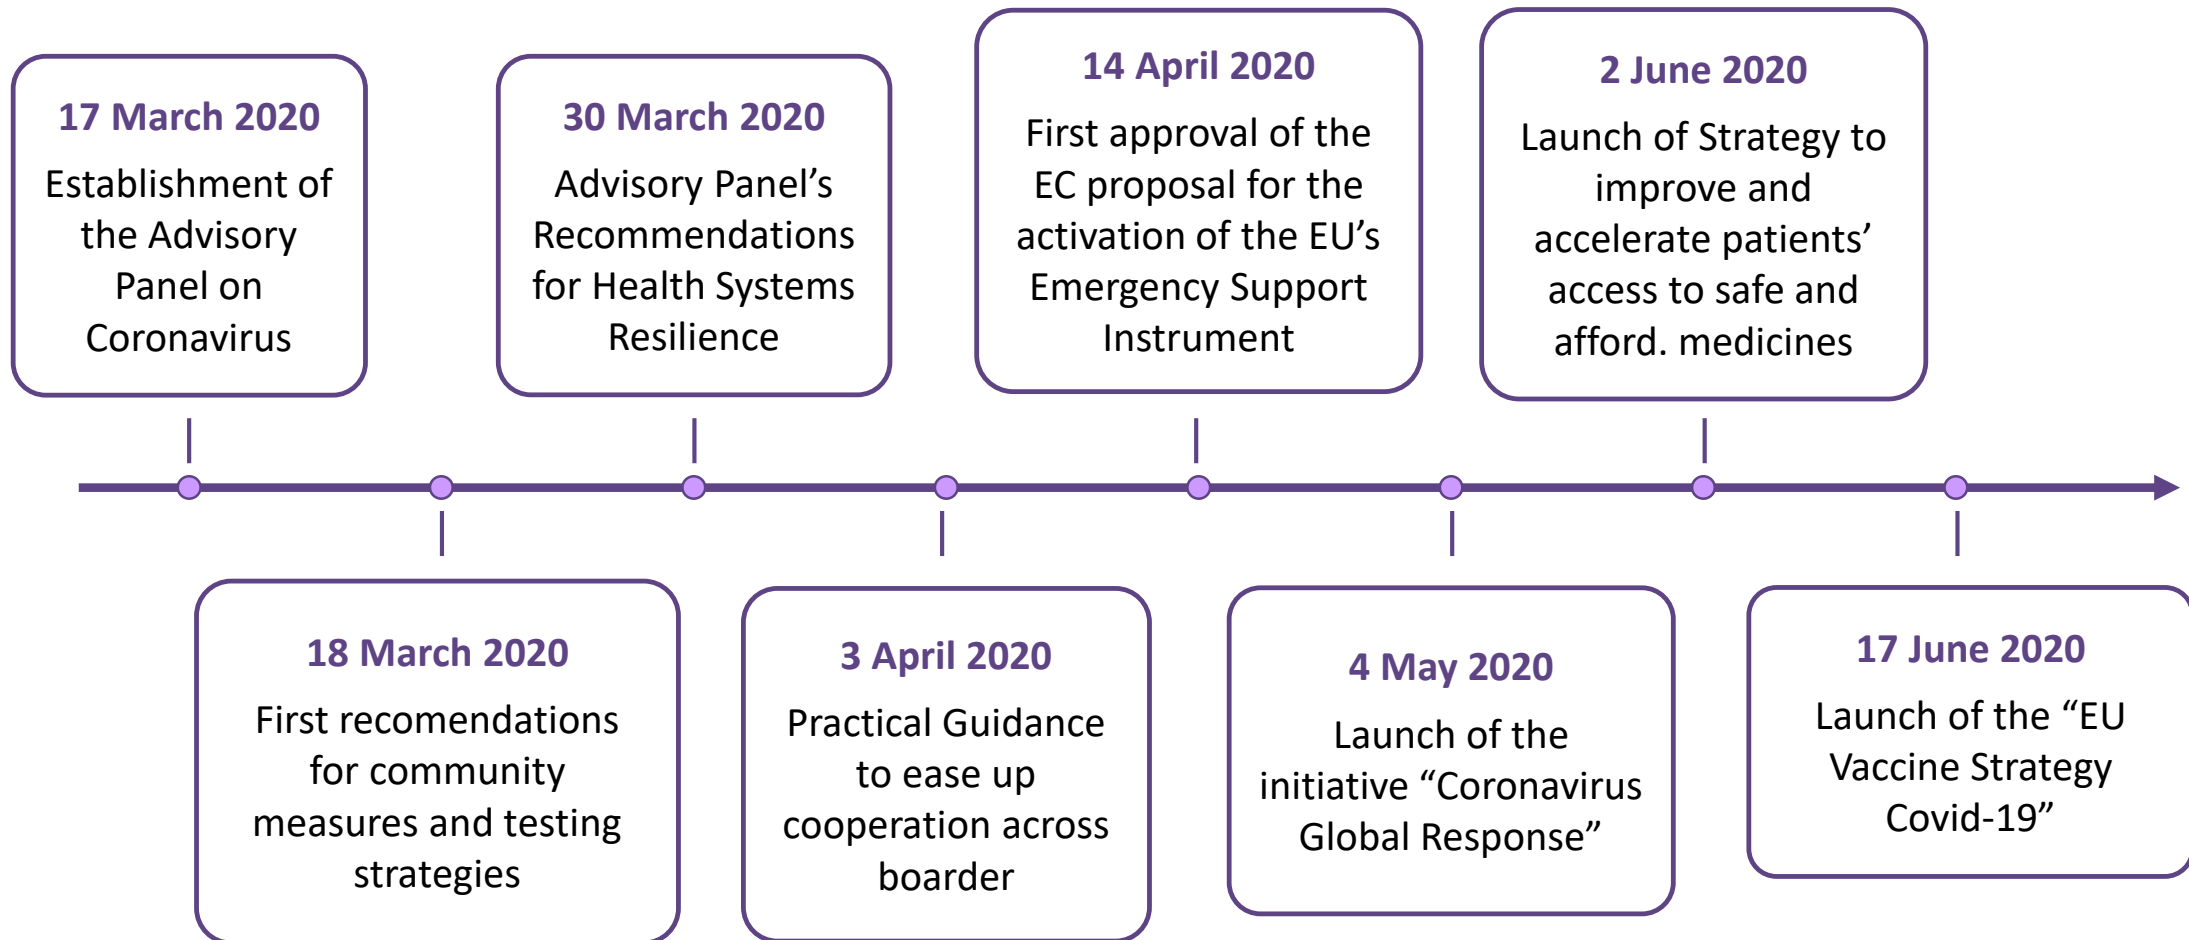 17 March 2020
Establishment of
the Advisory
Panel on
Coronavirus
18 March 2020
First recomendations
for community
measures and testing
strategies
30 March 2020
Advisory Panel’s
Recommendations
for Health Systems
Resilience
3 April 2020
Practical Guidance
to ease up
cooperation across
boarder
14 April 2020
First approval of the
EC proposal for the
activation of the EU’s
Emergency Support
Instrument
4 May 2020
Launch of the
initiative “Coronavirus
Global Response”
2 June 2020
Launch of Strategy to
improve and
accelerate patients’
access to safe and
afford. medicines
17 June 2020
Launch of the “EU
Vaccine Strategy
Covid-19”